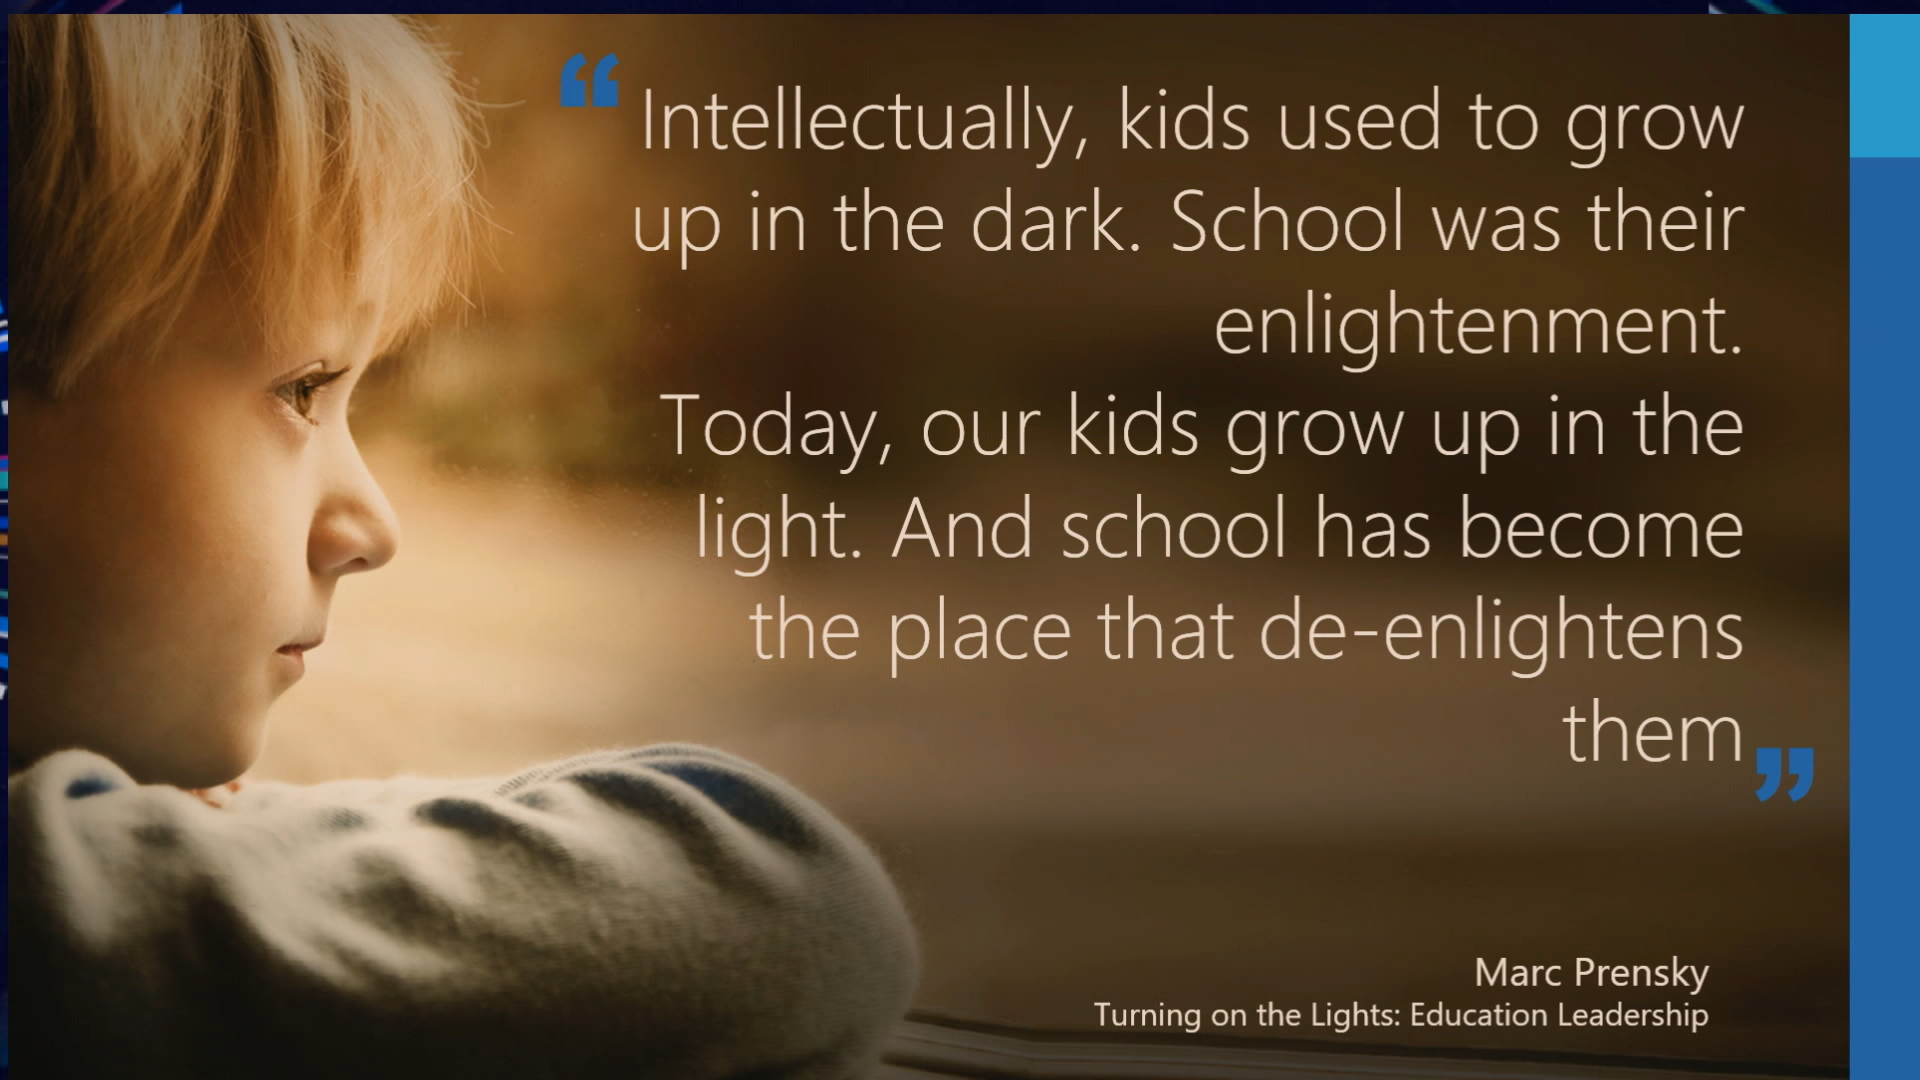 “Intellectually, kids used to grow
up in the dark. School was their
enlightenment.
Today, our kids grow up in the
light. And school has become
the place that de-enlightens
them”
Marc Prensky
Turning on the Lights: Education Leadership